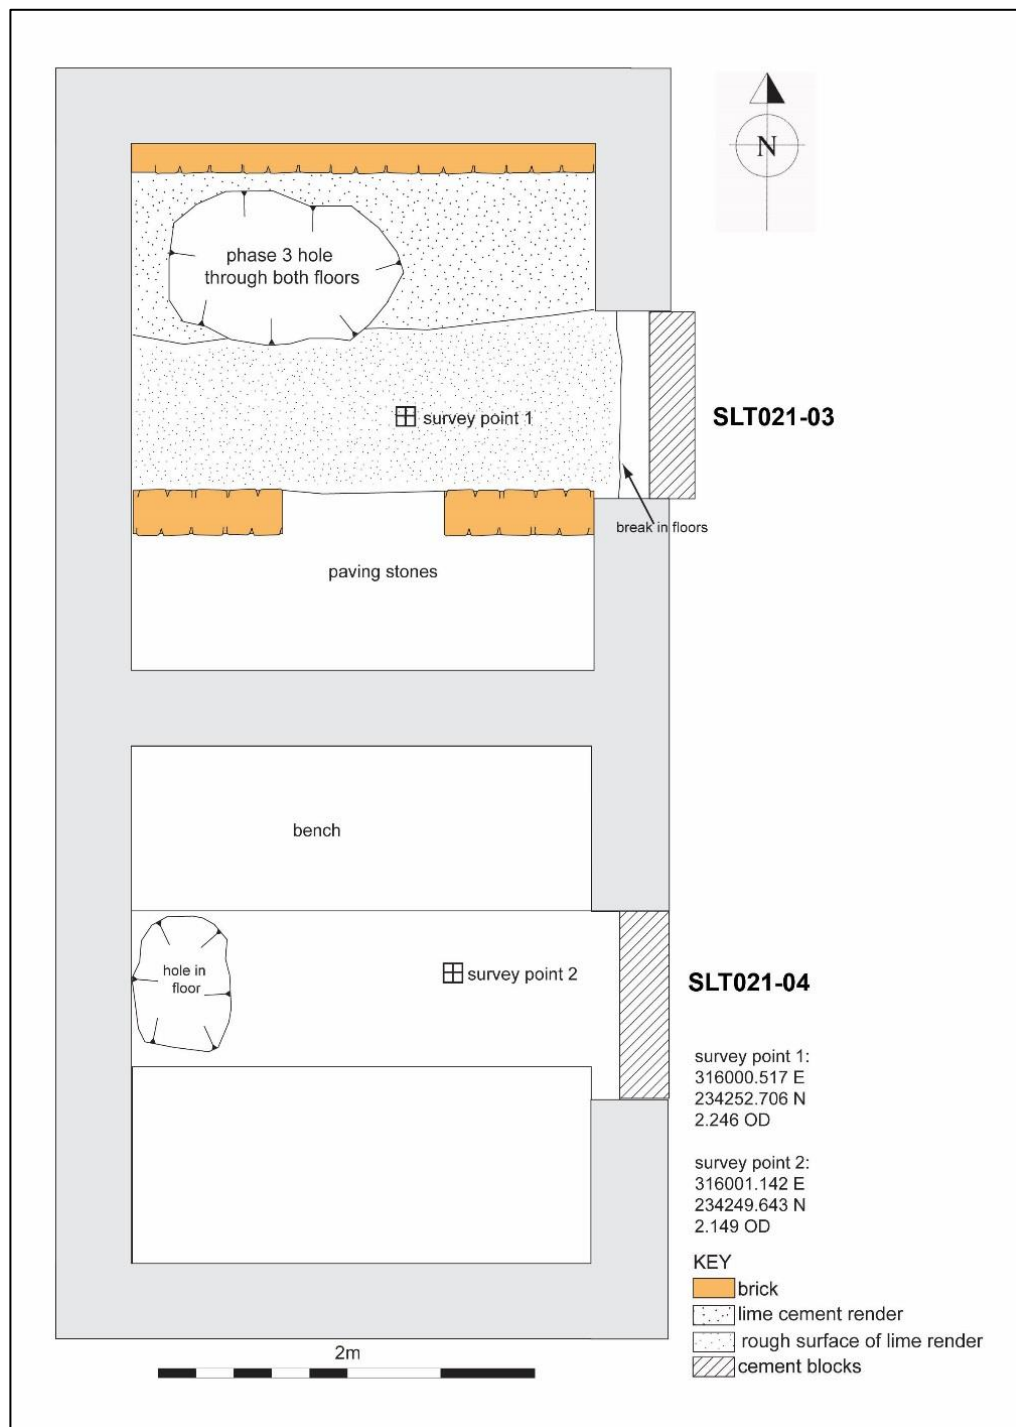 N
phase 3 hole
through both floors
survey point 1
SLT021-03
break in floors
paving stones
bench
hole in
floor
survey point 2
SLT021-04
survey point 1:
316000.517 E
234252.706 N
2.246 OD
survey point 2:
316001.142 E
234249.643 N
2.149 OD
KEY
brick
lime cement render
rough surface of lime render
cement blocks
2m